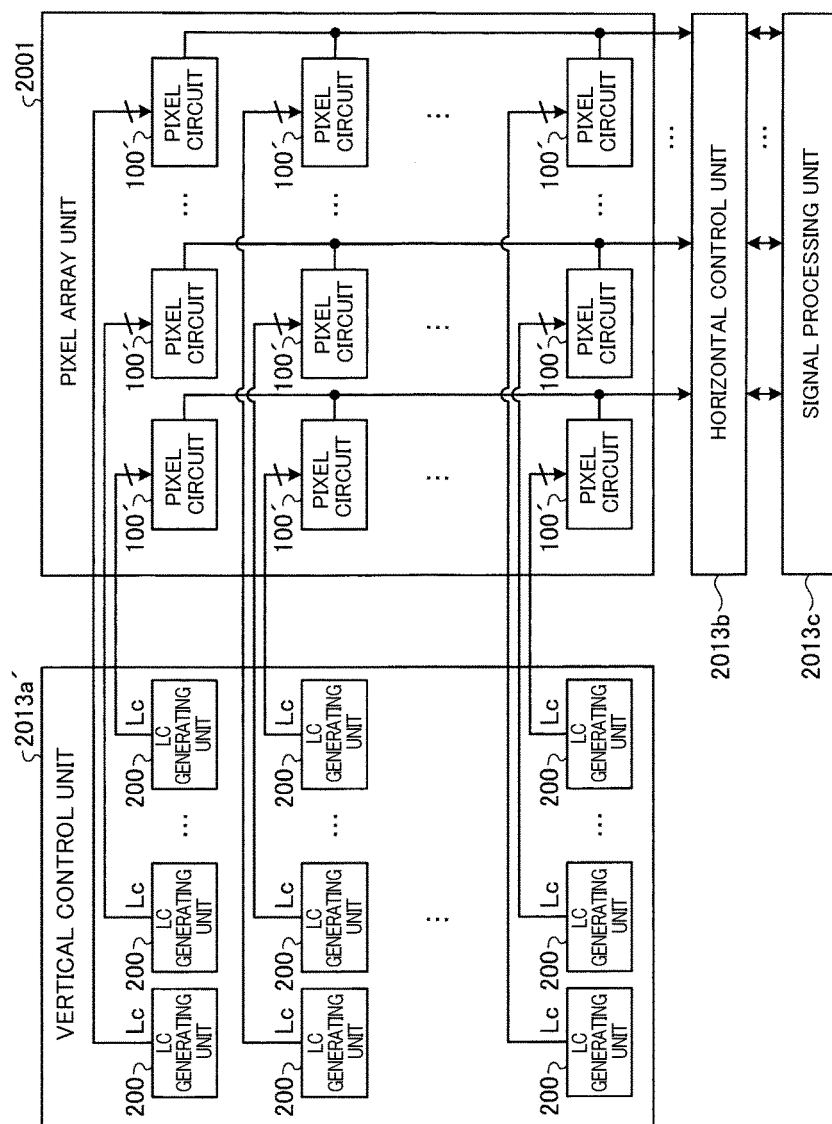 2013a´
2001
VERTICAL CONTROL UNIT
PIXEL ARRAY UNIT
Lc
Lc
Lc
200
LC
GENERATING
UNIT
200
LC
GENERATING
UNIT
...
200
LC
GENERATING
UNIT
100´
PIXEL
CIRCUIT
100´
PIXEL
CIRCUIT
...
100´
PIXEL
CIRCUIT
Lc
Lc
Lc
200
LC
GENERATING
UNIT
200
LC
GENERATING
UNIT
...
200
LC
GENERATING
UNIT
100´
PIXEL
CIRCUIT
100´
PIXEL
CIRCUIT
...
100´
PIXEL
CIRCUIT
...
...
...
...
Lc
Lc
Lc
200
LC
GENERATING
UNIT
200
LC
GENERATING
UNIT
...
200
LC
GENERATING
UNIT
100´
PIXEL
CIRCUIT
100´
PIXEL
CIRCUIT
...
100´
PIXEL
CIRCUIT
...
2013b
HORIZONTAL CONTROL UNIT
...
2013c
SIGNAL PROCESSING UNIT